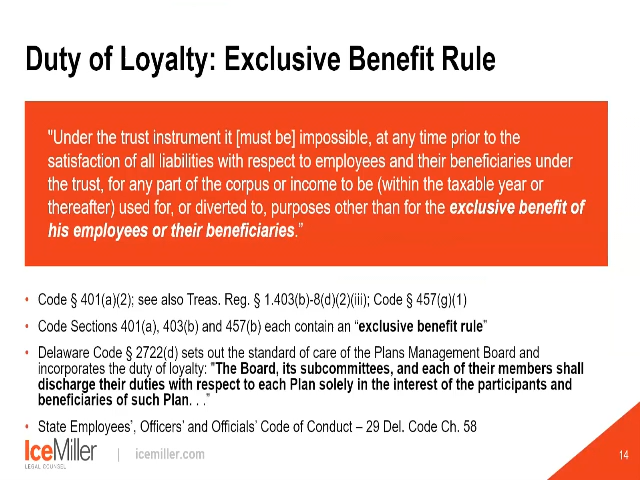 Duty of Loyalty: Exclusive Benefit Rule
"Under the trust instrument it [must be] impossible, at any time prior to the
satisfaction of all liabilities with respect to employees and their beneficiaries under
the trust, for any part of the corpus or income to be (within the taxable year or
thereafter) used for, or diverted to, purposes other than for the exclusive benefit of
his employees or their beneficiaries."
• Code § 401(a)(2); see also Treas. Reg. § 1.403(b)-8(d)(2)(iii); Code § 457(g)(1)
• Code Sections 401(a), 403(b) and 457(b) each contain an “exclusive benefit rule”
• Delaware Code § 2722(d) sets out the standard of care of the Plans Management Board and
incorporates the duty of loyalty: "The Board, its subcommittees, and each of their members shall
discharge their duties with respect to each Plan solely in the interest of the participants and
beneficiaries of such Plan. . ."
• State Employees', Officers' and Officials' Code of Conduct – 29 Del. Code Ch. 58
IceMiller
LEGAL COUNSEL
| icemiller.com
14